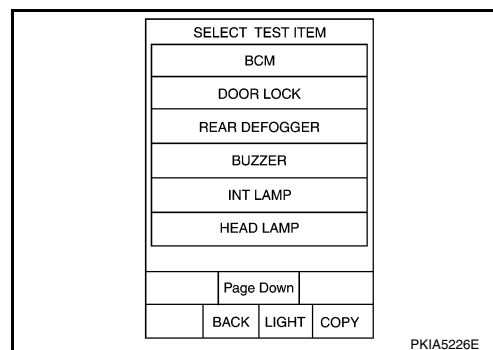 SELECT TEST ITEM
BCM
DOOR LOCK
REAR DEFOGGER
BUZZER
INT LAMP
HEAD LAMP
Page Down
BACK LIGHT COPY
PKIA5226E